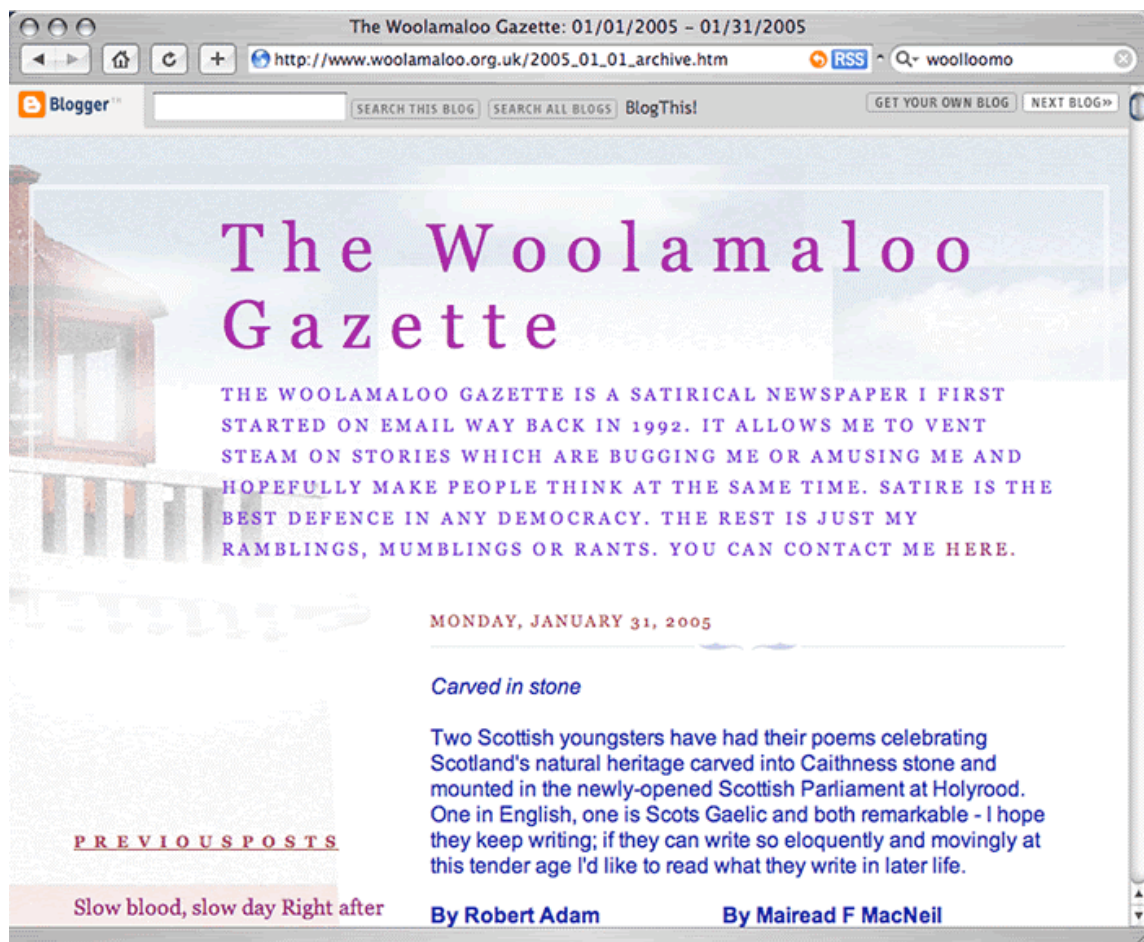 The Woolamaloo Gazette: 01/01/2005 – 01/31/2005
http://www.woolamaloo.org.uk/2005_01_01_archive.htm RSS woolloomo
Blogger™ SEARCH THIS BLOG SEARCH ALL BLOGS BlogThis! GET YOUR OWN BLOG NEXT BLOG»
The Woolamaloo
Gazette
THE WOOLAMALOO GAZETTE IS A SATIRICAL NEWSPAPER I FIRST
STARTED ON EMAIL WAY BACK IN 1992. IT ALLOWS ME TO VENT
STEAM ON STORIES WHICH ARE BUGGING ME OR AMUSING ME AND
HOPEFULLY MAKE PEOPLE THINK AT THE SAME TIME. SATIRE IS THE
BEST DEFENCE IN ANY DEMOCRACY. THE REST IS JUST MY
RAMBLINGS, MUMBLINGS OR RANTS. YOU CAN CONTACT ME HERE.
MONDAY, JANUARY 31, 2005
Carved in stone
Two Scottish youngsters have had their poems celebrating
Scotland's natural heritage carved into Caithness stone and
mounted in the newly-opened Scottish Parliament at Holyrood.
One in English, one is Scots Gaelic and both remarkable - I hope
they keep writing; if they can write so eloquently and movingly at
this tender age I'd like to read what they write in later life.
By Robert Adam By Mairead F MacNeil
PREVIOUSPOSTS
Slow blood, slow day Right after